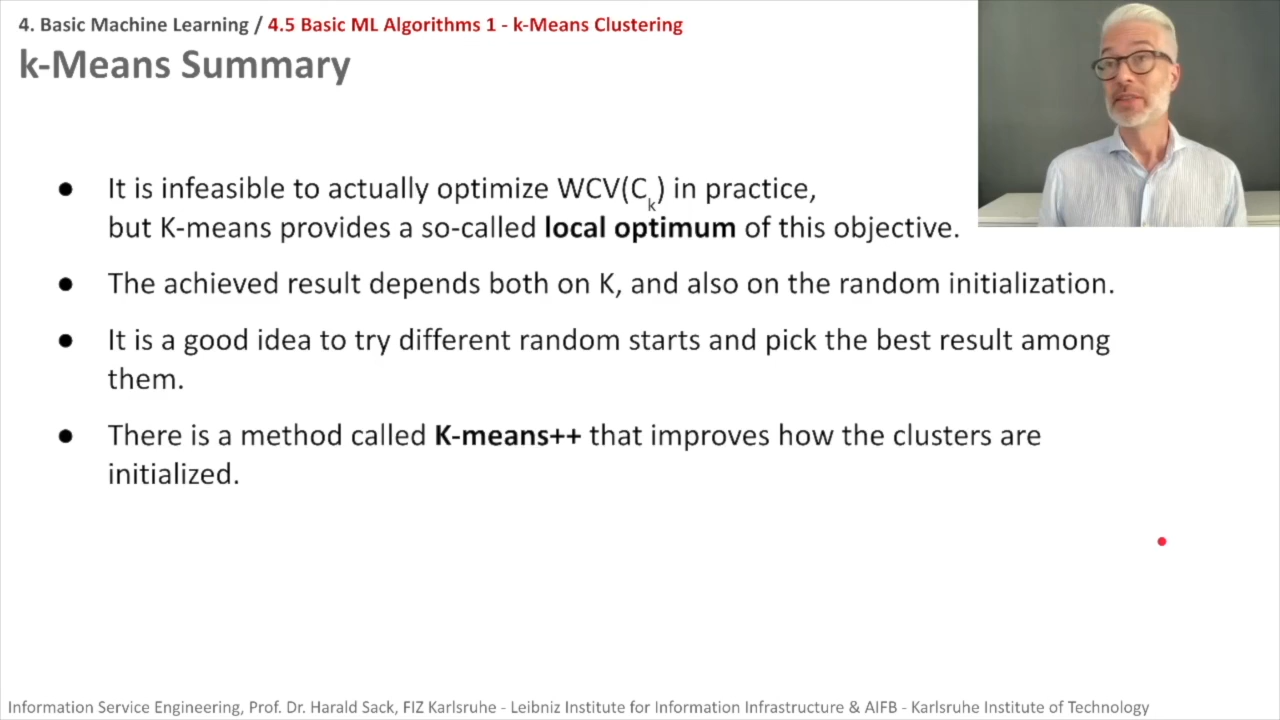 4. Basic Machine Learning / 4.5 Basic ML Algorithms 1 - k-Means Clustering
k-Means Summary
● It is infeasible to actually optimize WCV(Ck) in practice,
but K-means provides a so-called local optimum of this objective.
● The achieved result depends both on K, and also on the random initialization.
● It is a good idea to try different random starts and pick the best result among
them.
● There is a method called K-means++ that improves how the clusters are
initialized.
Information Service Engineering, Prof. Dr. Harald Sack, FIZ Karlsruhe - Leibniz Institute for Information Infrastructure & AIFB - Karlsruhe Institute of Technology